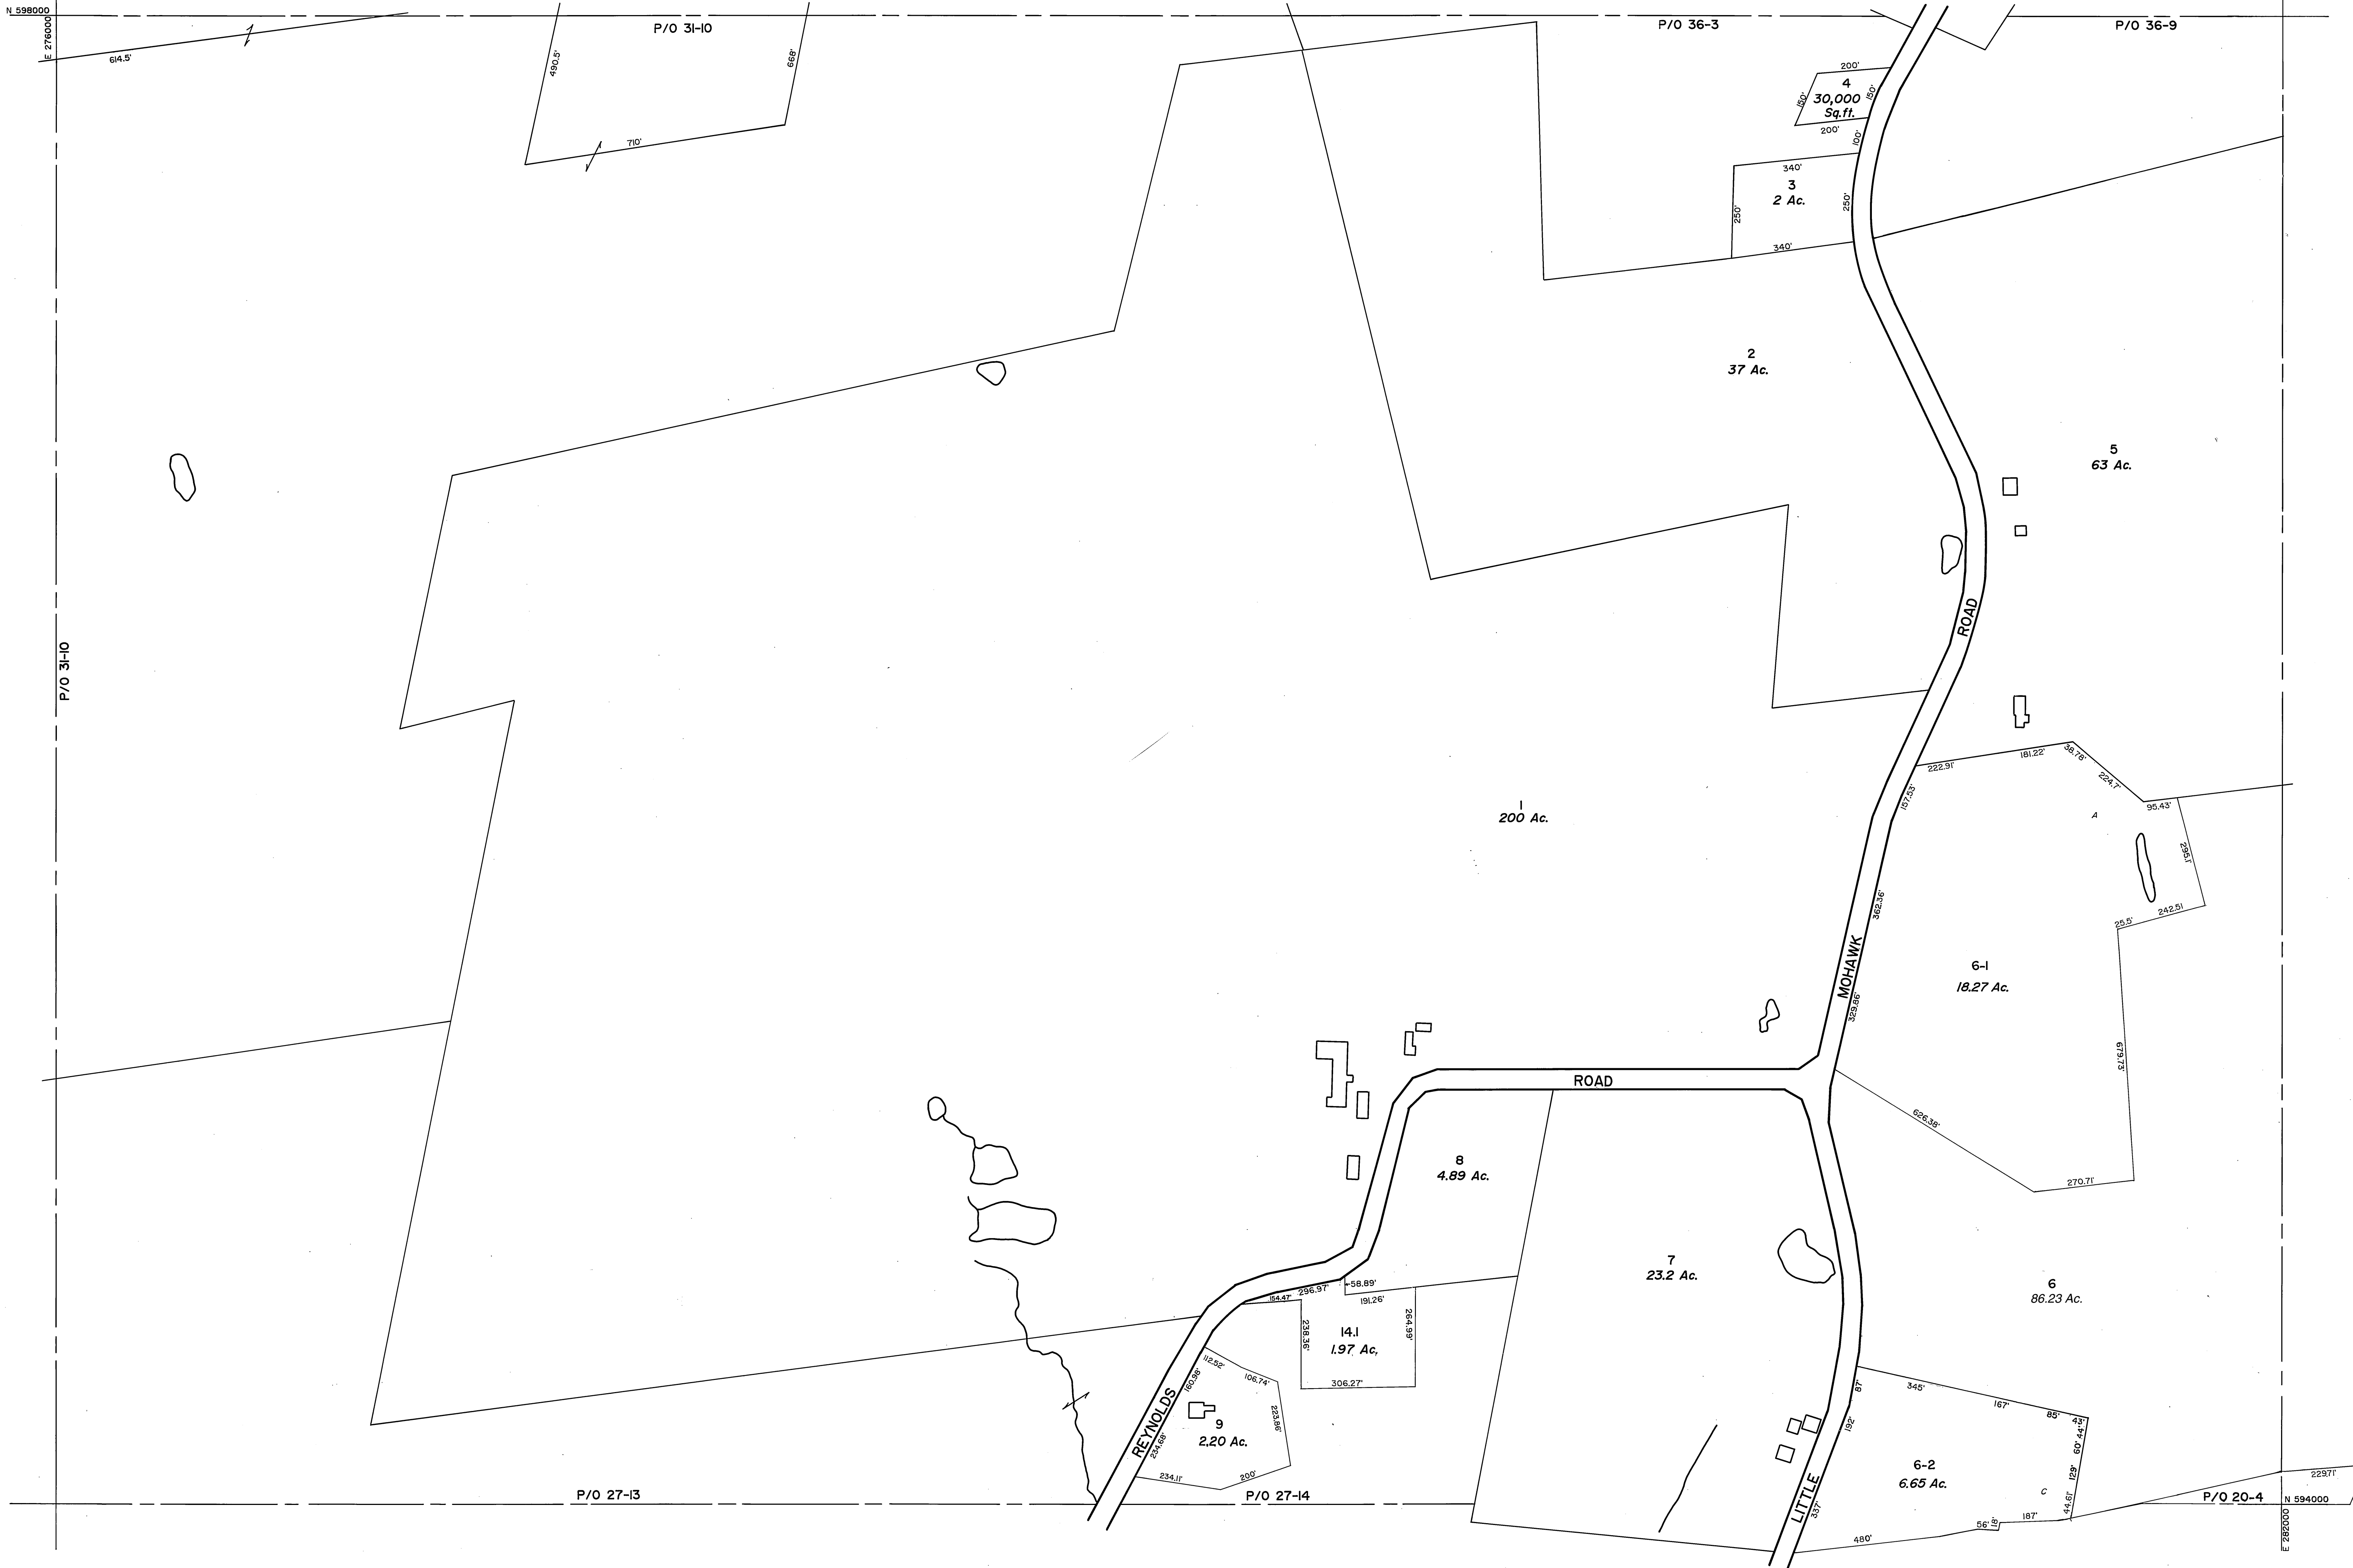 N 598000
E 2760000
P/O 31-10
P/O 36-3
P/O 36-9
614.5'
490.5'
668'
710'
200'
4
30,000
Sq.ft.
150'
150'
200'
100'
340'
3
2 Ac.
250'
250'
340'
2
37 Ac.
5
63 Ac.
ROAD
P/O 31-10
222.91'
181.22'
38.78'
224.7'
95.43'
157.53'
A
1
200 Ac.
295.1'
362.36'
242.51
25.5'
MOHAWK
6-1
18.27 Ac.
329.86'
679.73'
ROAD
626.38'
270.71'
8
4.89 Ac.
7
23.2 Ac.
6
86.23 Ac.
58.89'
296.97'
154.47'
191.26'
238.36'
264.99'
14.1
1.97 Ac.
306.27'
112.52'
106.74'
160.98'
223.86'
9
2.20 Ac.
REYNOLDS
234.68'
234.11'
200'
87'
345'
167'
85'
43'
44'
60'
192'
129'
6-2
6.65 Ac.
C
44.61'
LITTLE
337'
480'
56'
18'
187'
229.71'
P/O 27-13
P/O 27-14
P/O 20-4
N 594000
E 282000